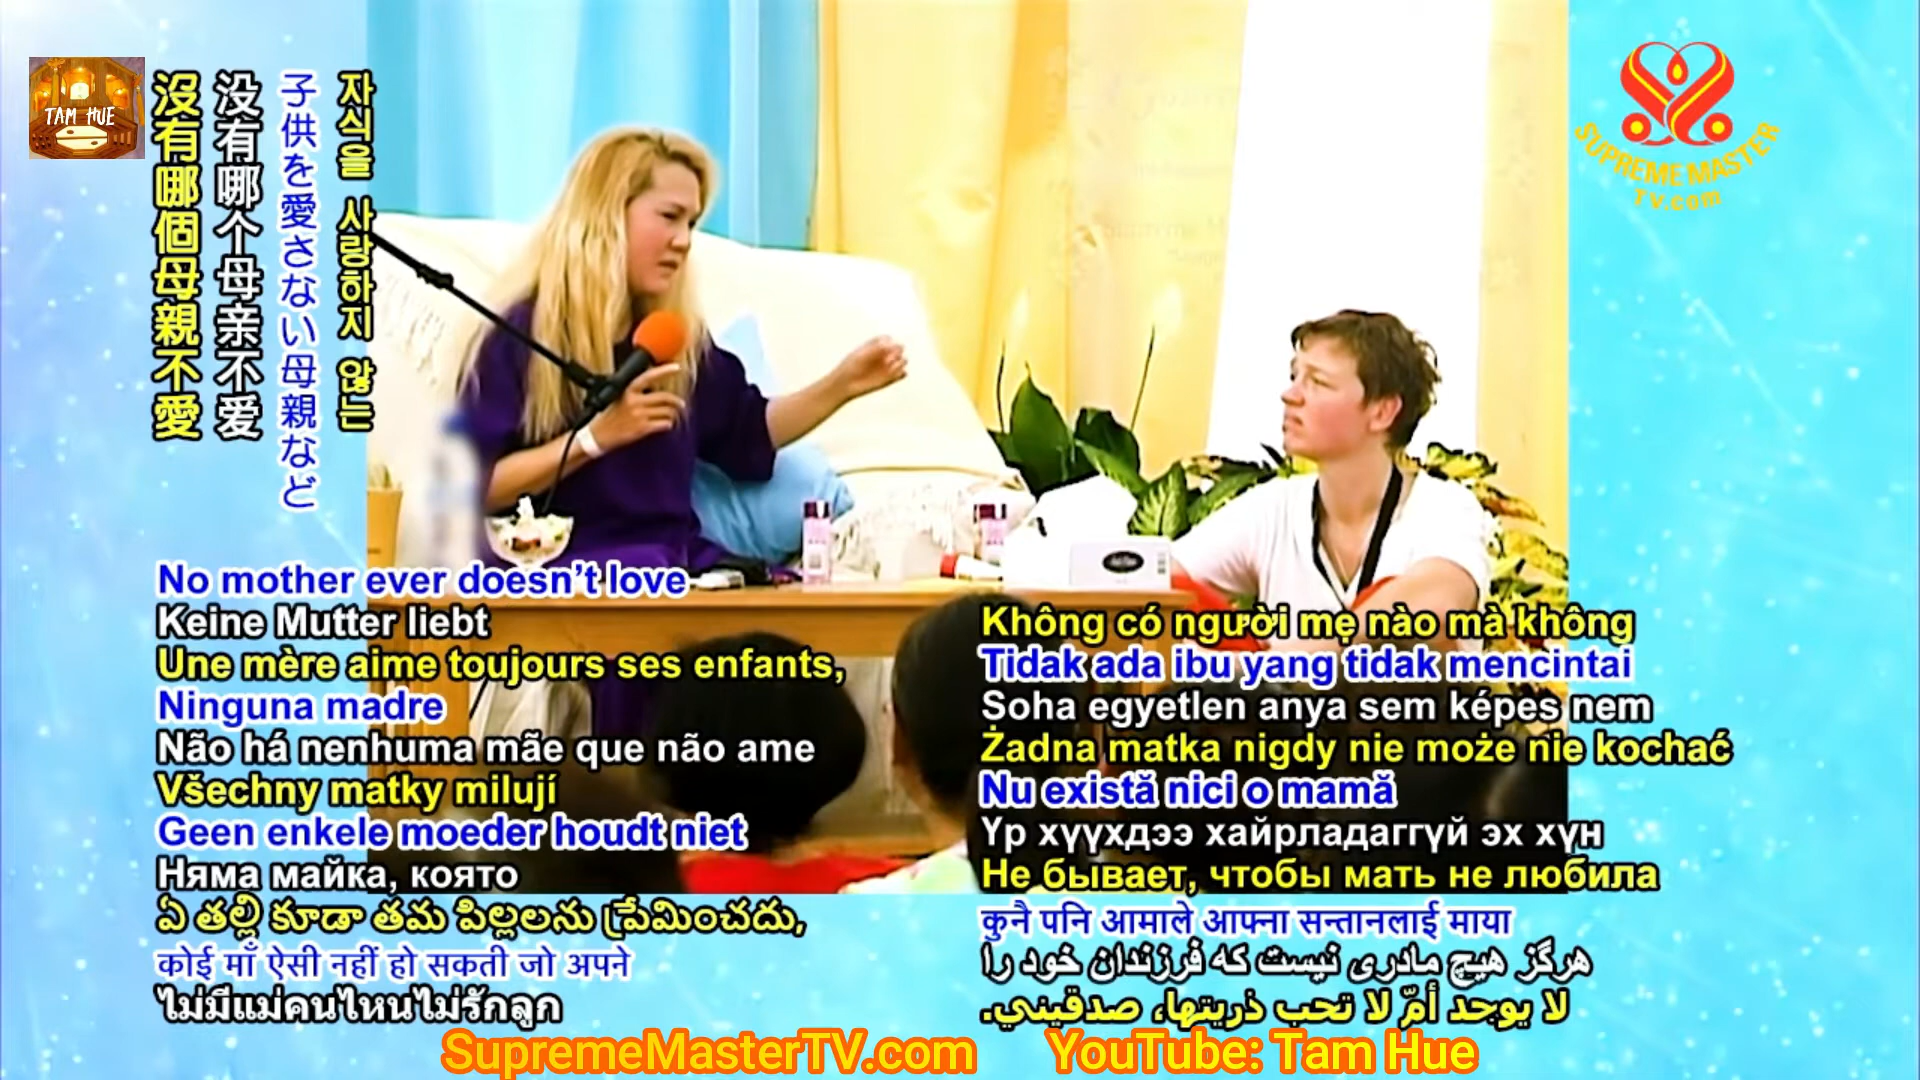 TAM HUE
沒有哪個母親不愛
没有哪个母亲不爱
子供を愛さない母親など
자식을 사랑하지 않는
SUPREME MASTER
TV.com
No mother ever doesn't love
Keine Mutter liebt
Une mère aime toujours ses enfants,
Ninguna madre
Não há nenhuma mãe que não ame
Všechny matky milují
Geen enkele moeder houdt niet
Няма майка, която
ఏ తల్లి కూడా తమ పిల్లలను ప్రేమించదు,
कोई माँ ऐसी नहीं हो सकती जो अपने
ไม่มีแม่คนไหนไม่รักลูก
Không có người mẹ nào mà không
Tidak ada ibu yang tidak mencintai
Soha egyetlen anya sem képes nem
Żadna matka nigdy nie może nie kochać
Nu există nici o mamă
Үр хүүхдээ хайрладаггүй эх хүн
Не бывает, чтобы мать не любила
कुनै पनि आमाले आफ्ना सन्तानलाई माया
هرگز هیچ مادری نیست که فرزندان خود را
لا يوجد أمّ لا تحب ذريتها، صدقيني.
SupremeMasterTV.com
YouTube: Tam Hue